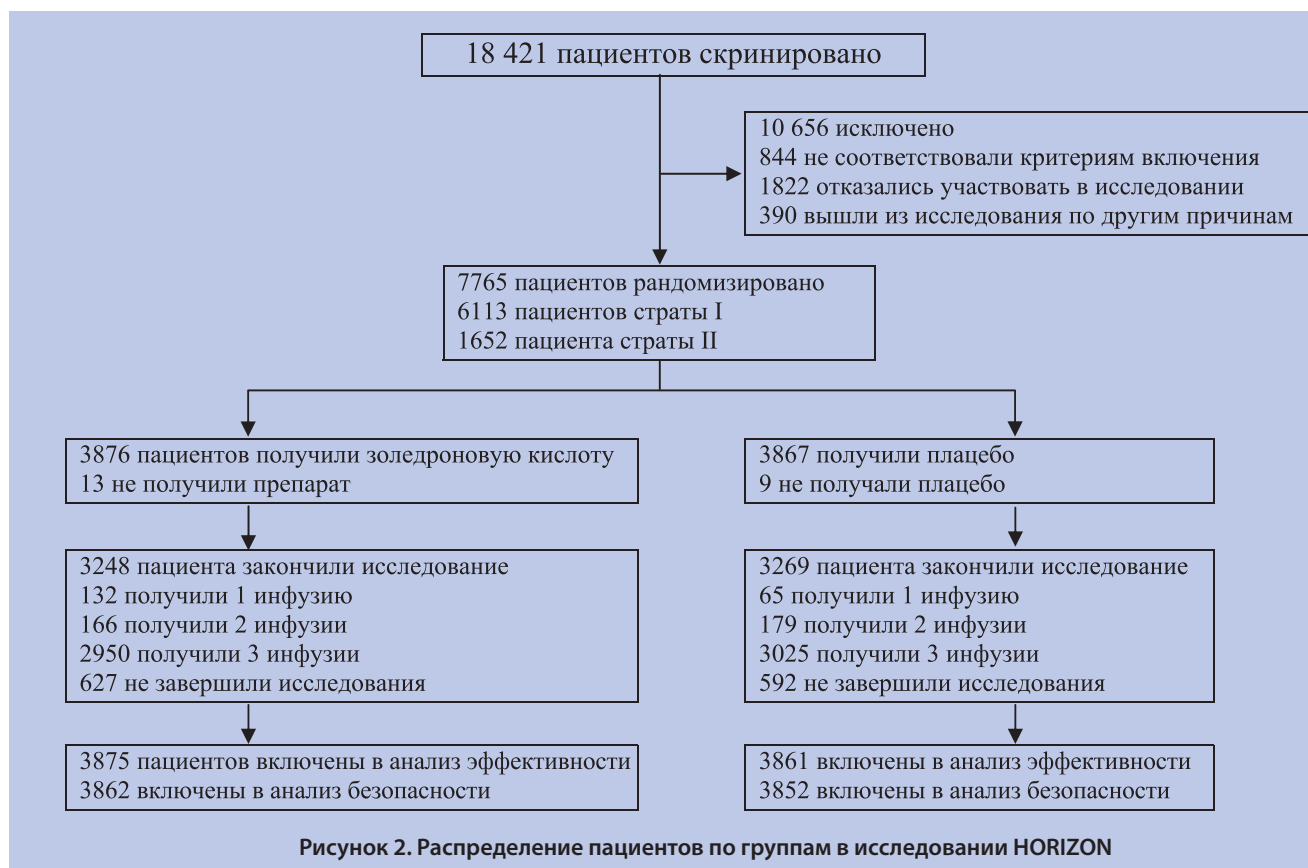 18 421 пациентов скринировано
10 656 исключено
844 не соответствовали критериям включения
1822 отказались участвовать в исследовании
390 вышли из исследования по другим причинам
7765 пациентов рандомизировано
6113 пациентов страты I
1652 пациента страты II
3876 пациентов получили золедроновую кислоту
13 не получили препарат
3867 получили плацебо
9 не получали плацебо
3248 пациента закончили исследование
132 получили 1 инфузию
166 получили 2 инфузии
2950 получили 3 инфузии
627 не завершили исследования
3269 пациента закончили исследование
65 получили 1 инфузию
179 получили 2 инфузии
3025 получили 3 инфузии
592 не завершили исследования
3875 пациентов включены в анализ эффективности
3862 включены в анализ безопасности
3861 включены в анализ эффективности
3852 включены в анализ безопасности
Рисунок 2. Распределение пациентов по группам в исследовании HORIZON